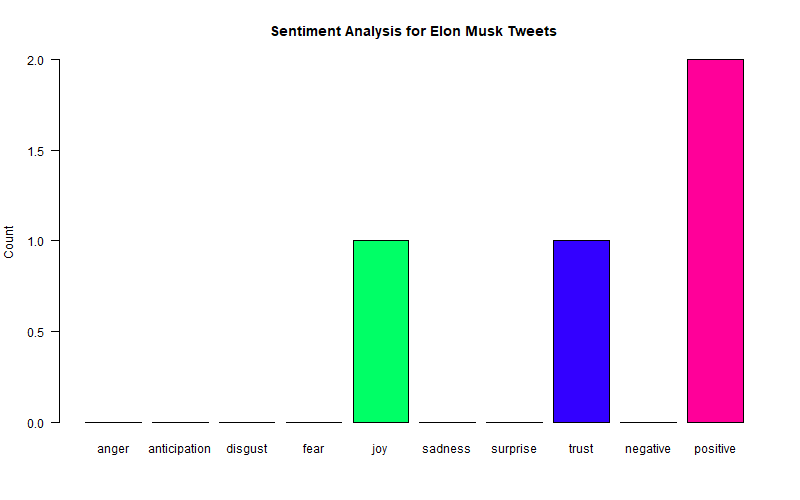 Sentiment Analysis for Elon Musk Tweets
2.0
1.5
1.0
0.5
0.0
Count
anger anticipation disgust fear joy sadness surprise trust negative positive